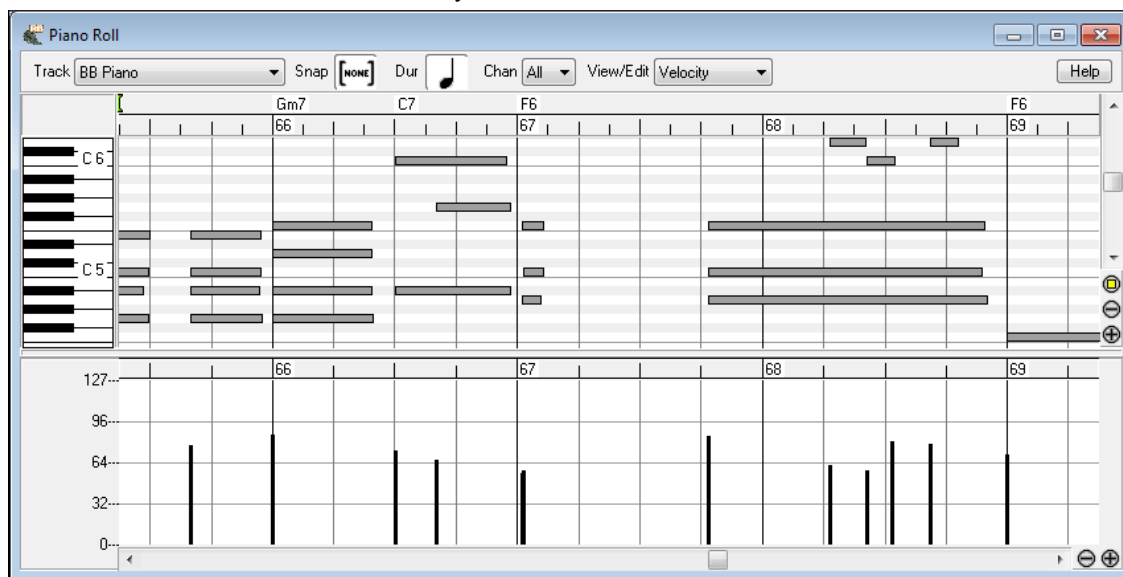 Piano Roll
Track BB Piano Snap [NONE] Dur Chan All View/Edit Velocity Help
Gm7 C7 F6 F6
66 67 68 69
C 6
C 5
66 67 68 69
127
96
64
32
0